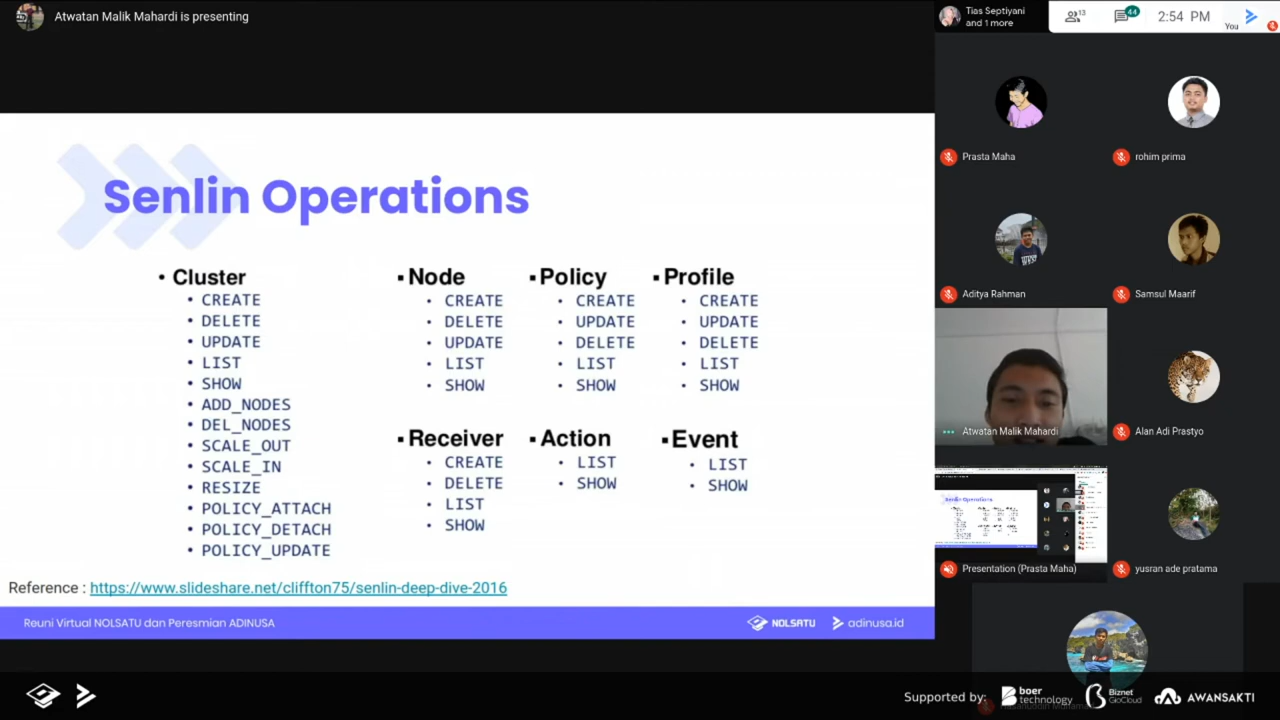 Atwatan Malik Mahardi is presenting
Tias Septiyani
and 1 more
13
44
2:54 PM
You
Senlin Operations
• Cluster
• CREATE
• DELETE
• UPDATE
• LIST
• SHOW
• ADD_NODES
• DEL_NODES
• SCALE_OUT
• SCALE_IN
• RESIZE
• POLICY_ATTACH
• POLICY_DETACH
• POLICY_UPDATE
▪ Node
• CREATE
• DELETE
• UPDATE
• LIST
• SHOW
▪ Policy
• CREATE
• UPDATE
• DELETE
• LIST
• SHOW
▪ Profile
• CREATE
• UPDATE
• DELETE
• LIST
• SHOW
▪ Receiver
• CREATE
• DELETE
• LIST
• SHOW
▪ Action
• LIST
• SHOW
▪ Event
• LIST
• SHOW
Reference : https://www.slideshare.net/cliffton75/senlin-deep-dive-2016
Reuni Virtual NOLSATU dan Peresmian ADINUSA
NOLSATU
adinusa.id
Prasta Maha
rohim prima
Aditya Rahman
Samsul Maarif
Atwatan Malik Mahardi
Alan Adi Prastyo
Senlin Operations
Presentation (Prasta Maha)
yusran ade pratama
Supported by:
boer
technology
Biznet
GioCloud
AWANSAKTI